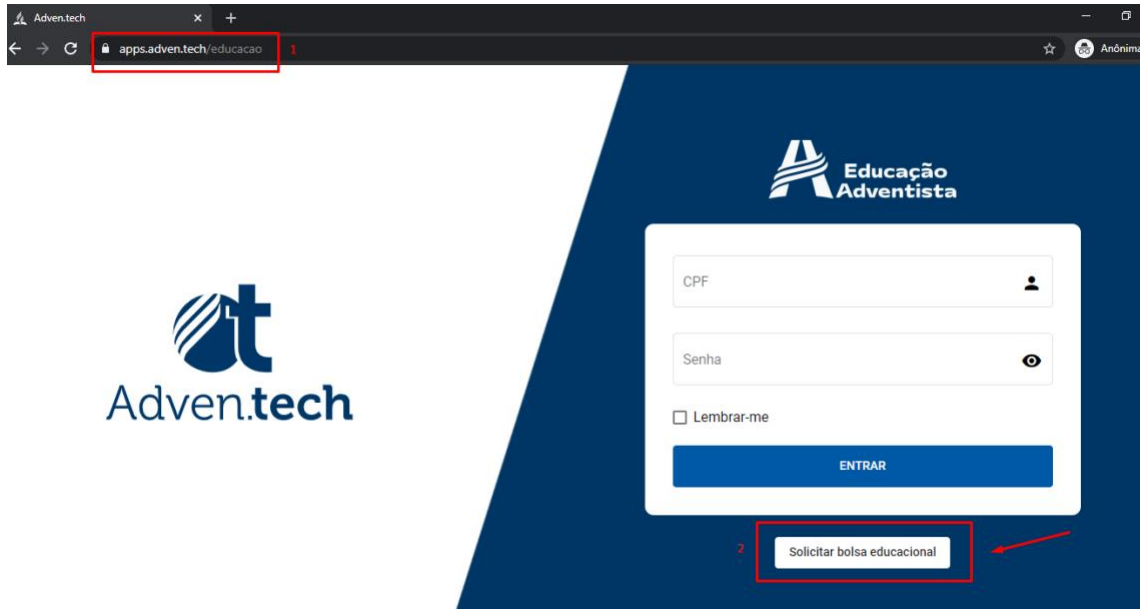 Adven.tech
apps.adven.tech/educacao 1
Anônima
Educação
Adventista
CPF
Senha
Lembrar-me
ENTRAR
Adven.tech
2 Solicitar bolsa educacional